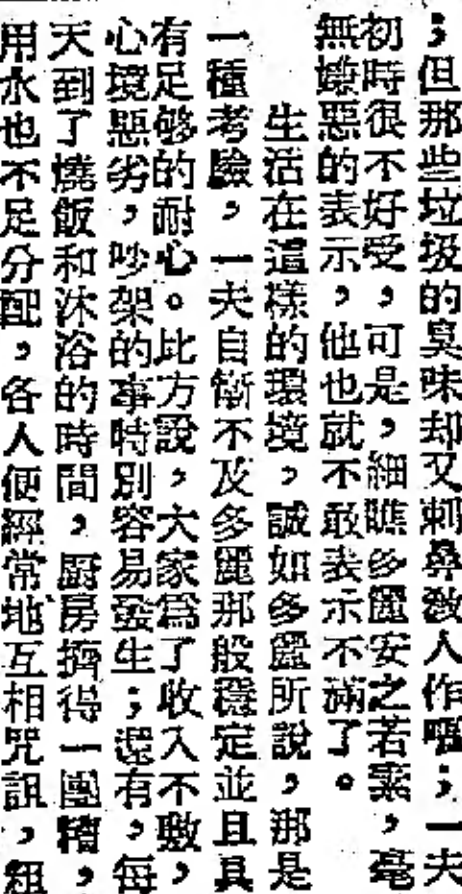 ；但那些垃圾的臭味却又刺鼻敎人作嘔；一夫
初時很不好受，可是，細瞧多麗安之若素，毫
無嫌惡的表示，他也就不敢表示不滿了。
生活在這樣的環境，誠如多麗所說，那是
一種考驗，一夫自衡不及多麗那般穩定並且具
有足够的耐心。比方說，大家爲了收入不敷，
心境惡劣，吵架的事時別容易發生；還有，每
天到了燒飯和沐浴的時間，厨房擠得一團糟，
用水也不足分配，各人便經常地互相咒詛，粗